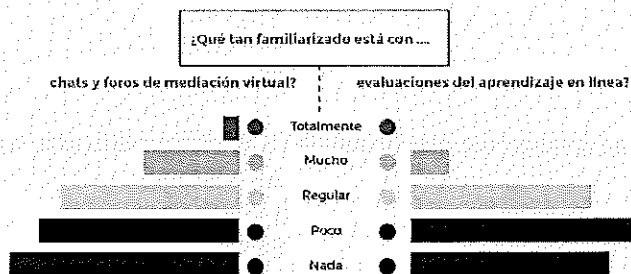 ¿Qué tan familiarizado está con ....
chats y foros de mediación virtual?
evaluaciones del aprendizaje en línea?
Totalmente
Mucho
Regular
Poco
Nada